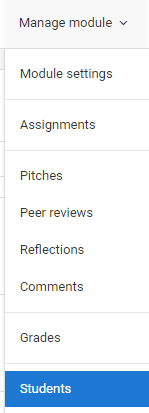 Manage module
Module settings
Assignments
Pitches
Peer reviews
Reflections
Comments
Grades
Students